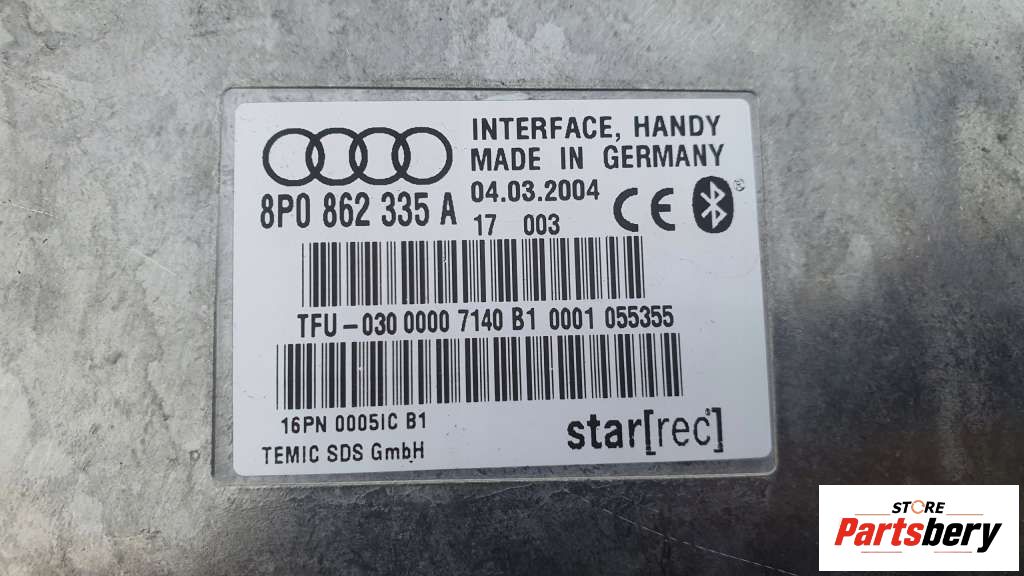 INTERFACE, HANDY
MADE IN GERMANY
8P0 862 335 A
04.03.2004
17 003
CE
TFU-030 0000 7140 B1 0001 055355
16PN 0005IC B1
TEMIC SDS GmbH
star[rec]
STORE
Partsbery